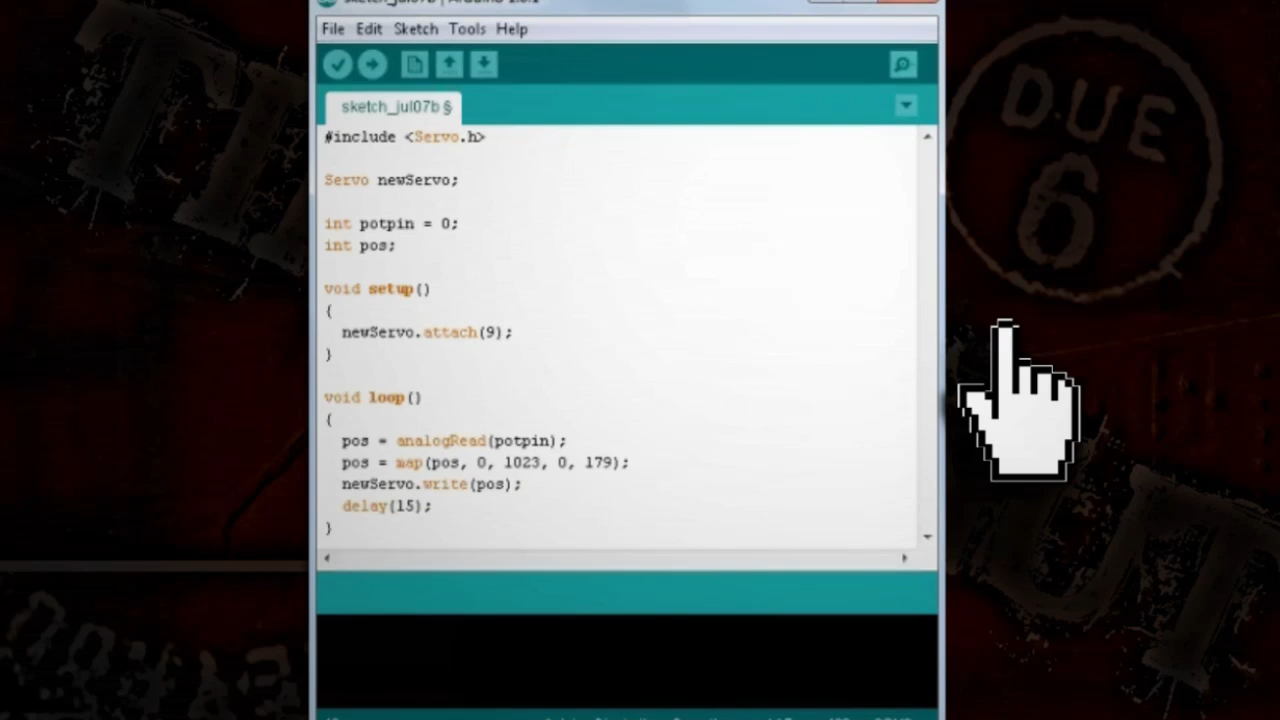 File Edit Sketch Tools Help
sketch_jul07b §
#include <Servo.h>
Servo newServo;
int potpin = 0;
int pos;
void setup()
{
newServo.attach(9);
}
void loop()
{
pos = analogRead(potpin);
pos = map(pos, 0, 1023, 0, 179);
newServo.write(pos);
delay(15);
}
DUE
6